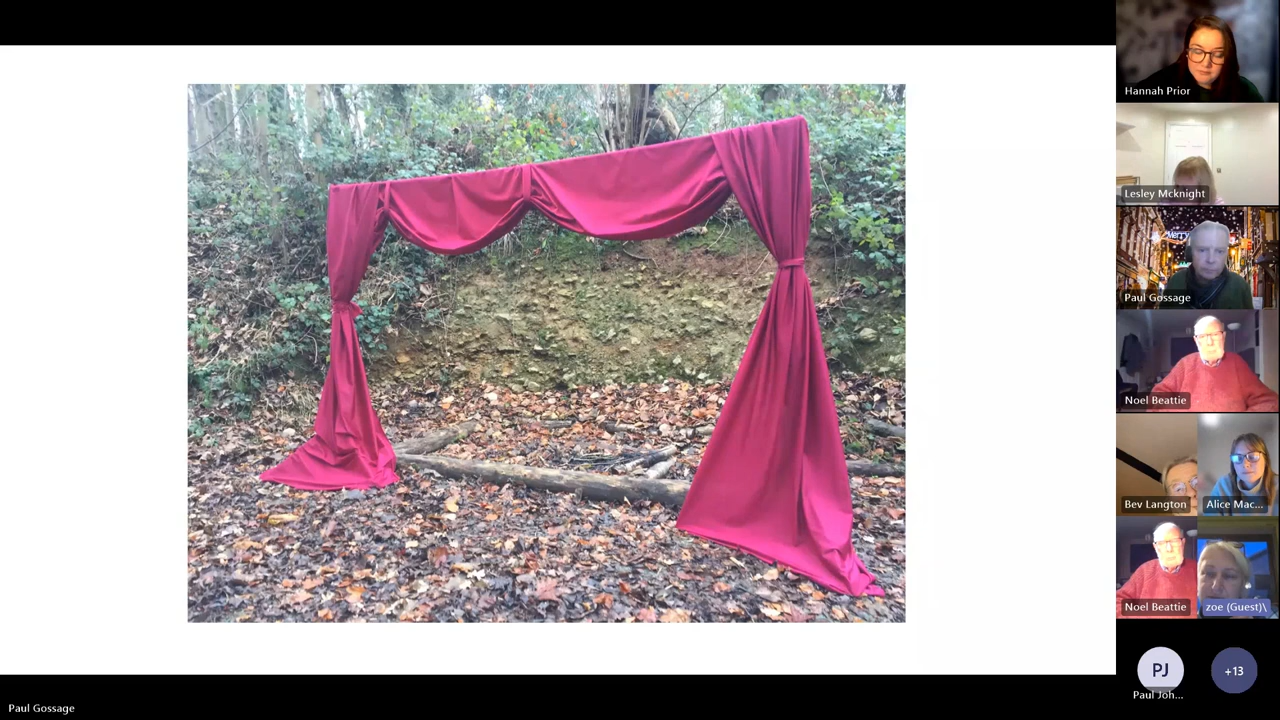 Hannah Prior
Lesley Mcknight
Merry
Paul Gossage
Noel Beattie
Bev Langton
Alice Mac...
Noel Beattie
zoe (Guest)\
PJ
+13
Paul Joh...
Paul Gossage